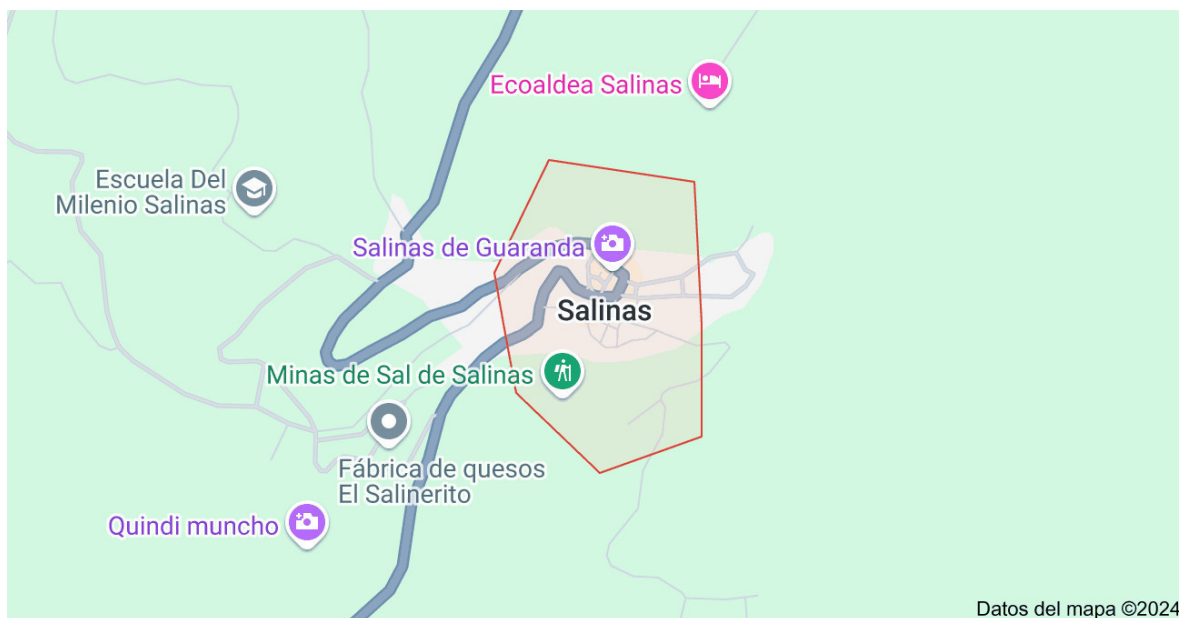 Ecoaldea Salinas
Escuela Del
Milenio Salinas
Salinas de Guaranda
Salinas
Minas de Sal de Salinas
Fábrica de quesos
El Salinerito
Quindi muncho
Datos del mapa ©2024